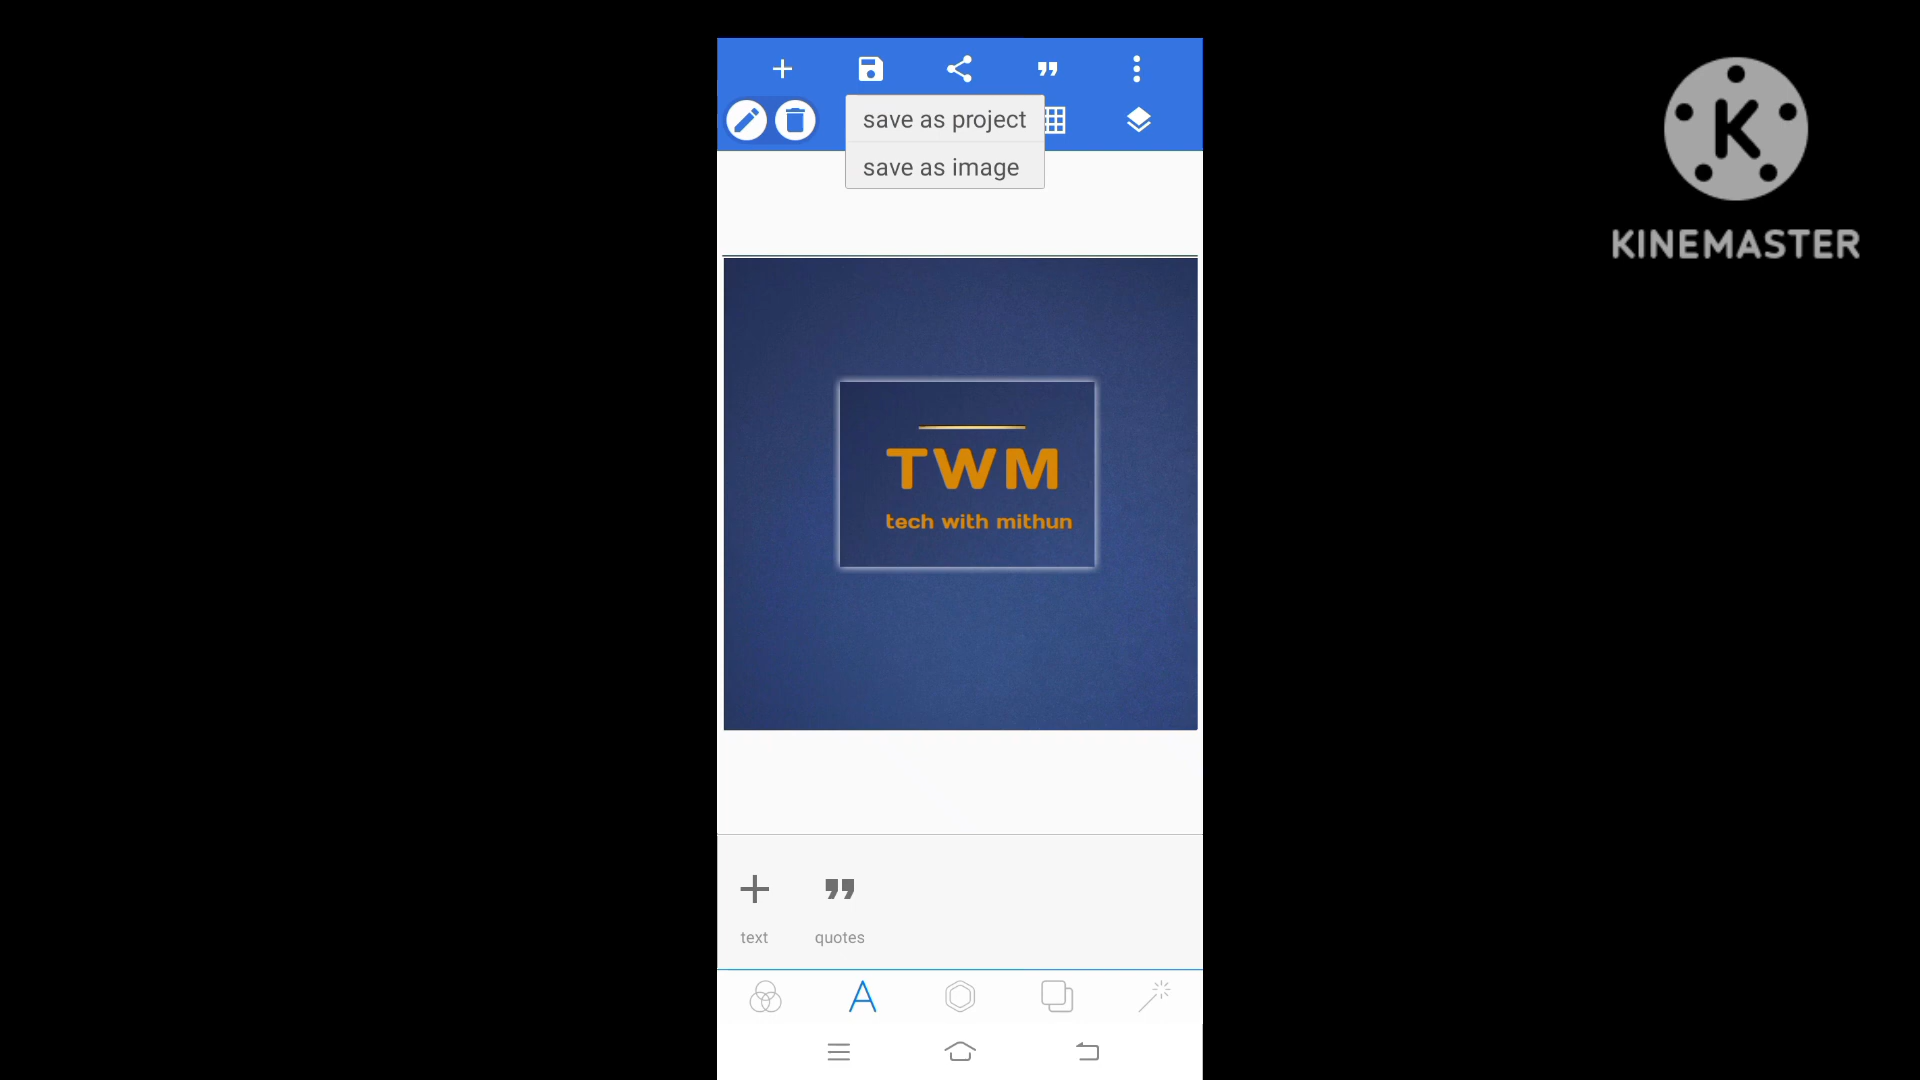 save as project
save as image
KINEMASTER
TWM
tech with mithun
text
quotes